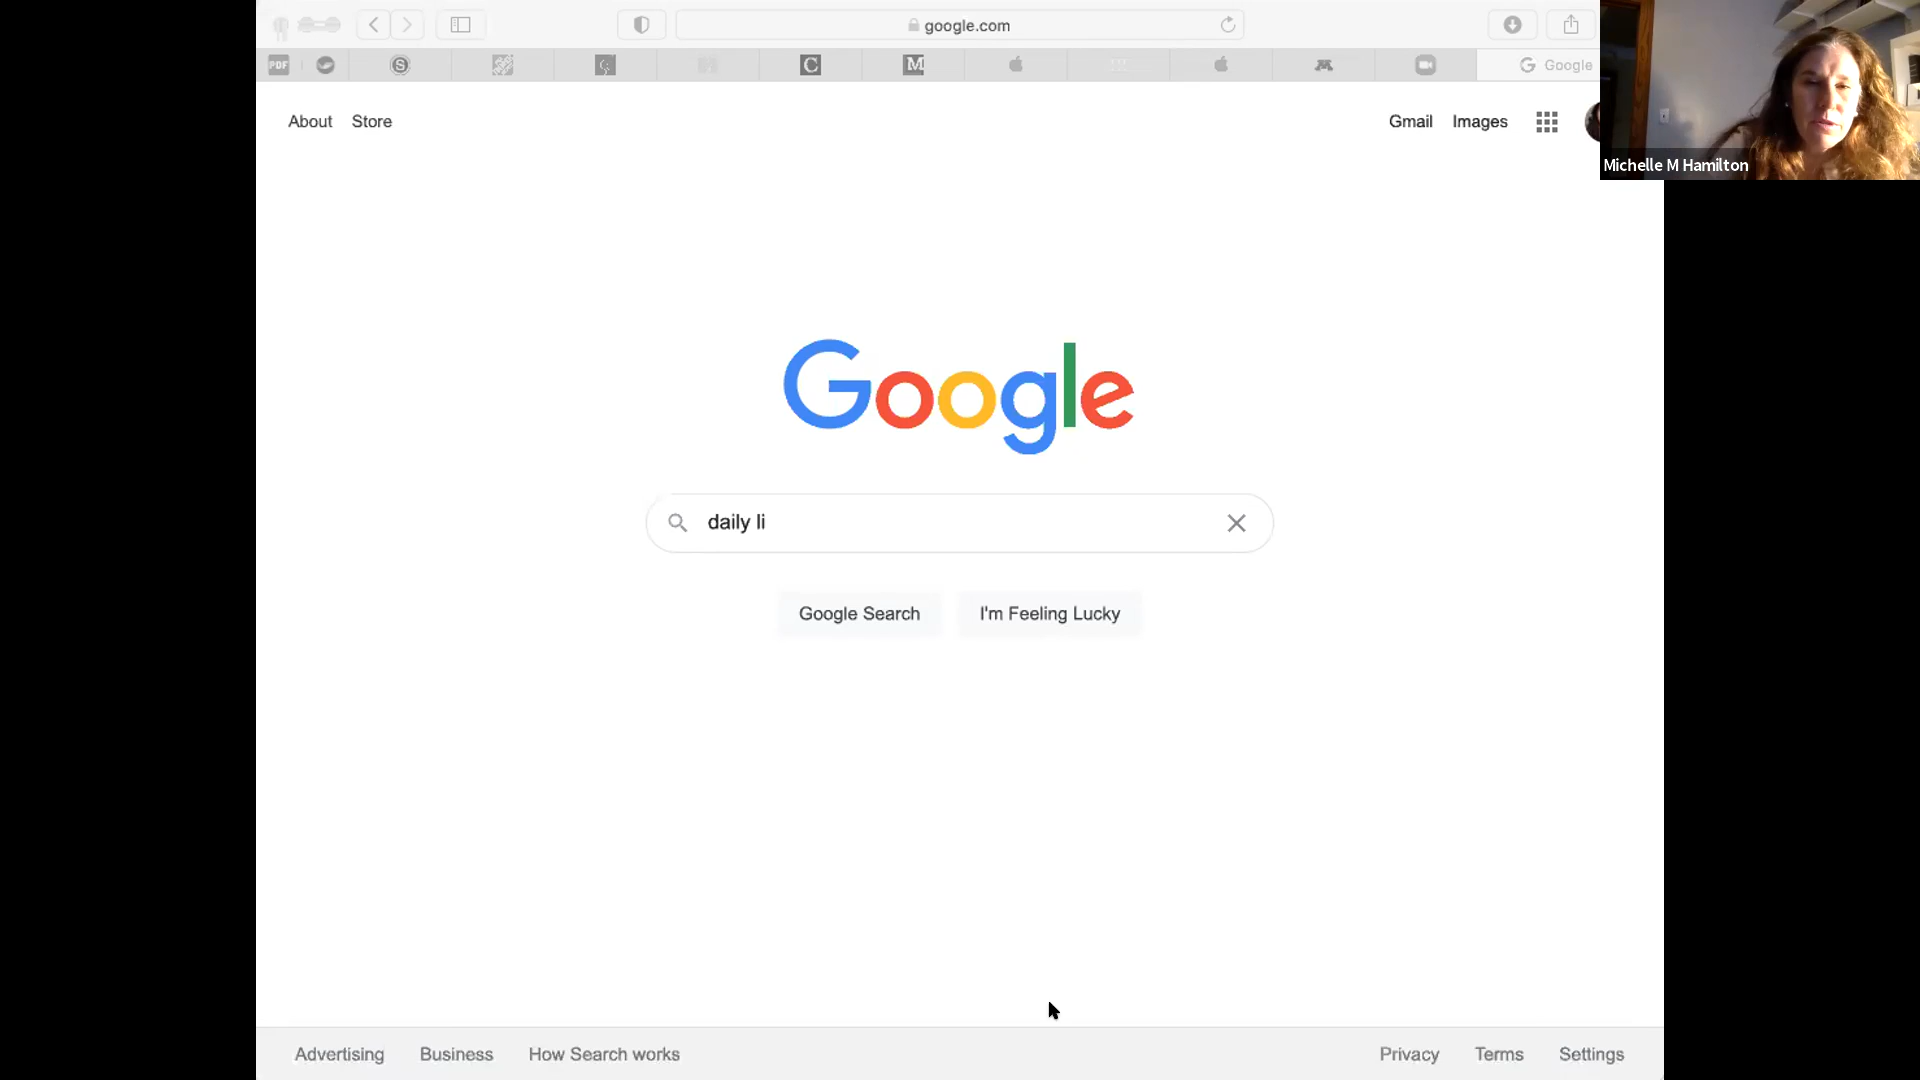 google.com
PDF
S
C
M
Google
About Store
Gmail Images
Michelle M Hamilton
Google
daily li
Google Search
I'm Feeling Lucky
Advertising Business How Search works
Privacy Terms Settings